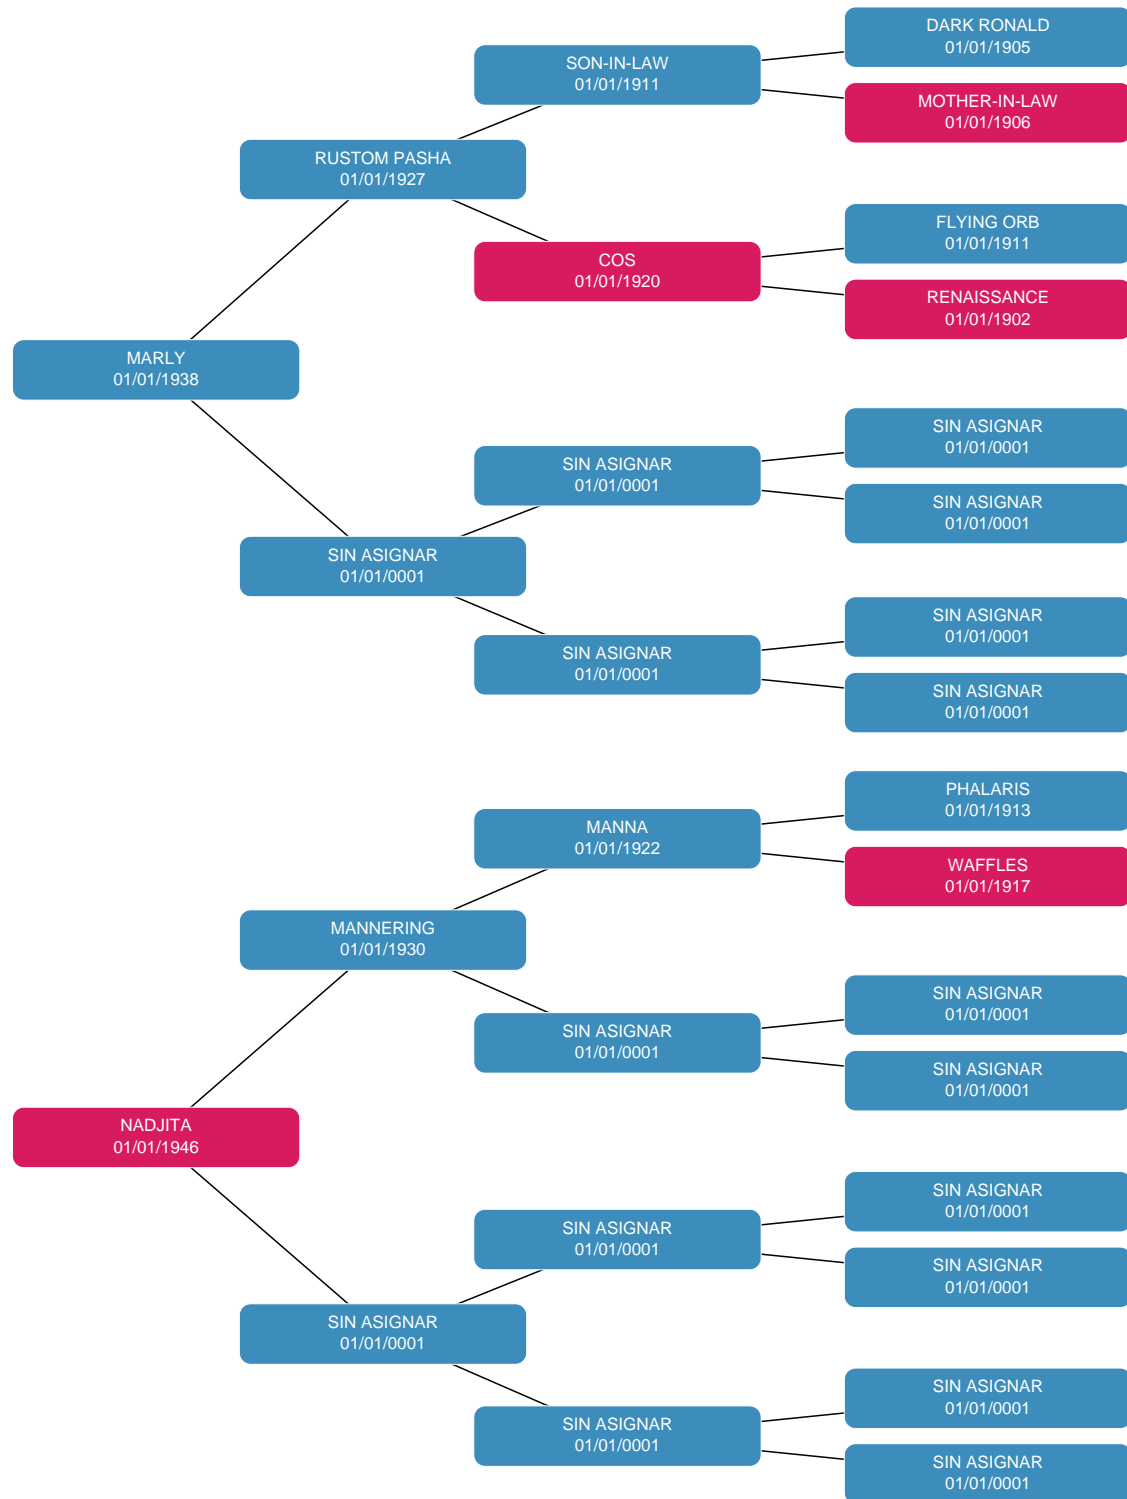 DARK RONALD
01/01/1905
SON-IN-LAW
01/01/1911
MOTHER-IN-LAW
01/01/1906
RUSTOM PASHA
01/01/1927
FLYING ORB
01/01/1911
COS
01/01/1920
RENAISSANCE
01/01/1902
MARLY
01/01/1938
SIN ASIGNAR
01/01/0001
SIN ASIGNAR
01/01/0001
SIN ASIGNAR
01/01/0001
SIN ASIGNAR
01/01/0001
SIN ASIGNAR
01/01/0001
SIN ASIGNAR
01/01/0001
SIN ASIGNAR
01/01/0001
PHALARIS
01/01/1913
MANNA
01/01/1922
WAFFLES
01/01/1917
MANNERING
01/01/1930
SIN ASIGNAR
01/01/0001
SIN ASIGNAR
01/01/0001
SIN ASIGNAR
01/01/0001
NADJITA
01/01/1946
SIN ASIGNAR
01/01/0001
SIN ASIGNAR
01/01/0001
SIN ASIGNAR
01/01/0001
SIN ASIGNAR
01/01/0001
SIN ASIGNAR
01/01/0001
SIN ASIGNAR
01/01/0001
SIN ASIGNAR
01/01/0001